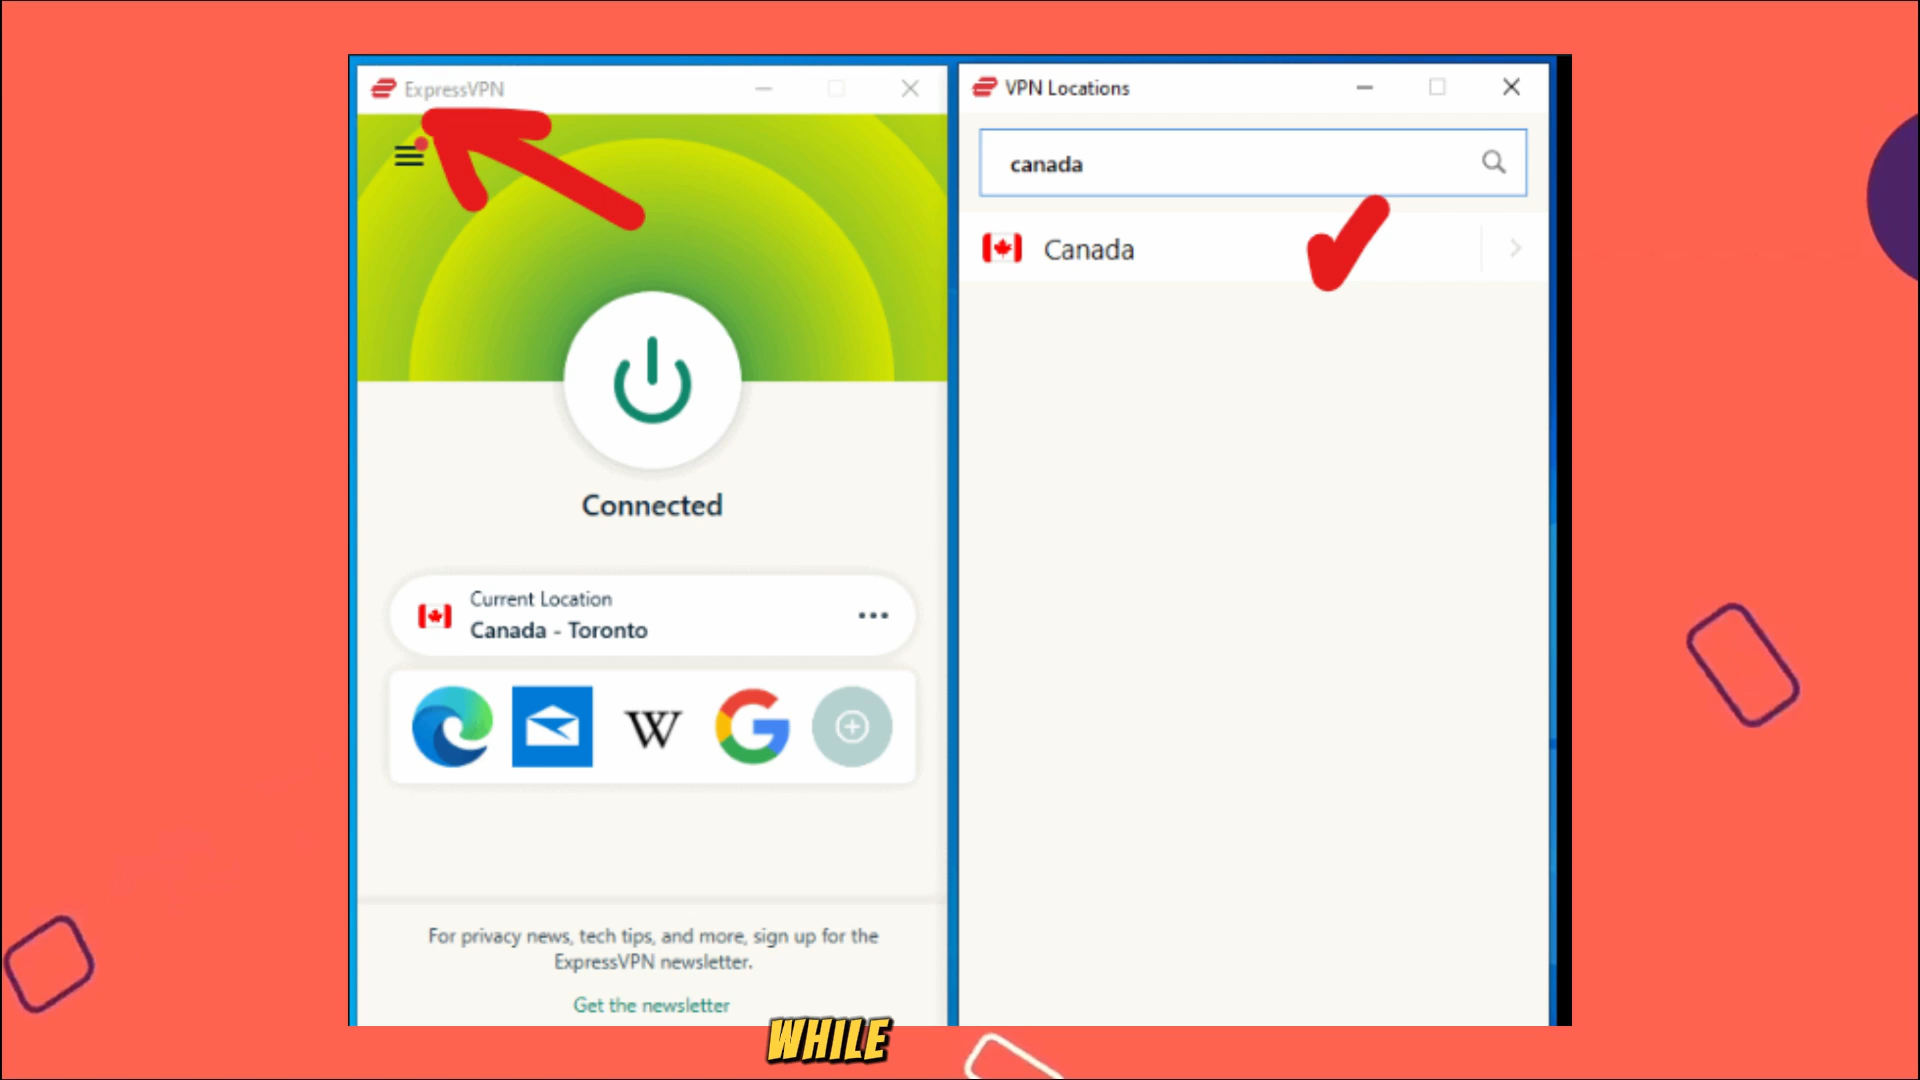 ExpressVPN
Connected
Current Location
Canada - Toronto
W
For privacy news, tech tips, and more, sign up for the
ExpressVPN newsletter.
Get the newsletter
VPN Locations
canada
Canada
WHILE